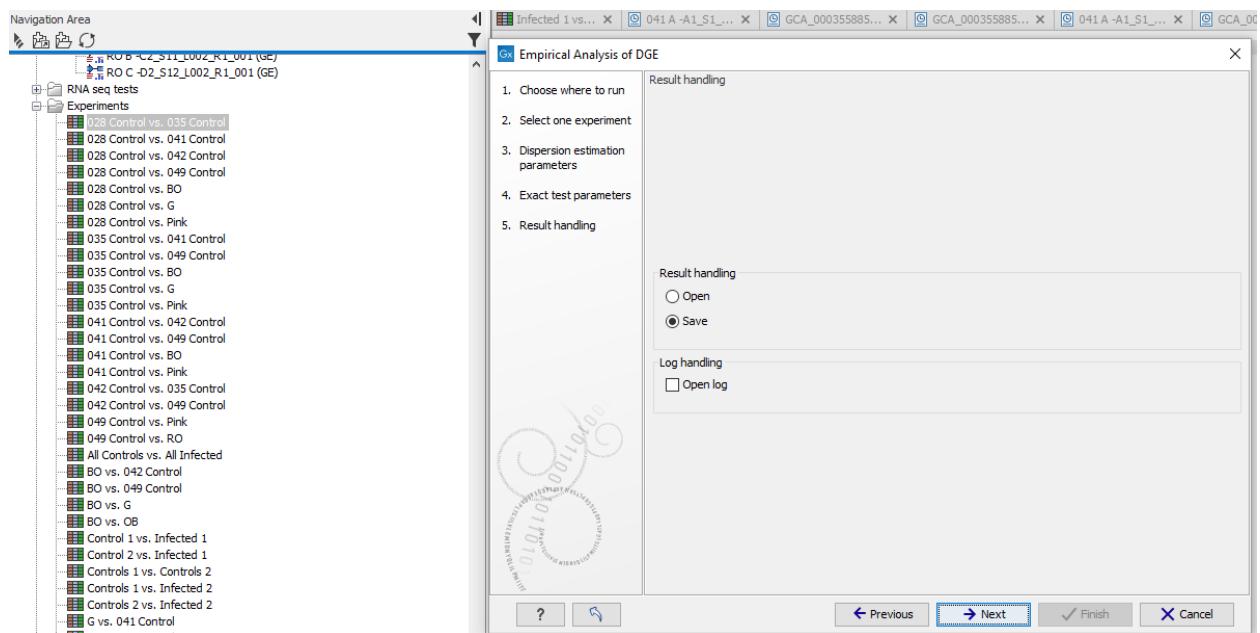 Navigation Area
RO B -C2_S11_L002_R1_001 (GE)
RO C -D2_S12_L002_R1_001 (GE)
RNA seq tests
Experiments
028 Control vs. 035 Control
028 Control vs. 041 Control
028 Control vs. 042 Control
028 Control vs. 049 Control
028 Control vs. BO
028 Control vs. G
028 Control vs. Pink
035 Control vs. 041 Control
035 Control vs. 049 Control
035 Control vs. BO
035 Control vs. G
035 Control vs. Pink
041 Control vs. 042 Control
041 Control vs. 049 Control
041 Control vs. BO
041 Control vs. Pink
042 Control vs. 035 Control
042 Control vs. 049 Control
049 Control vs. Pink
049 Control vs. RO
All Controls vs. All Infected
BO vs. 042 Control
BO vs. 049 Control
BO vs. G
BO vs. OB
Control 1 vs. Infected 1
Control 2 vs. Infected 1
Controls 1 vs. Controls 2
Controls 1 vs. Infected 2
Controls 2 vs. Infected 2
G vs. 041 Control
Infected 1 vs... 041 A -A1_S1_... GCA_000355885... GCA_000355885... 041 A -A1_S1_...
Gx Empirical Analysis of DGE
1. Choose where to run
2. Select one experiment
3. Dispersion estimation
parameters
4. Exact test parameters
5. Result handling
Result handling
Result handling
Open
Save
Log handling
Open log
?
Previous
Next
Finish
Cancel